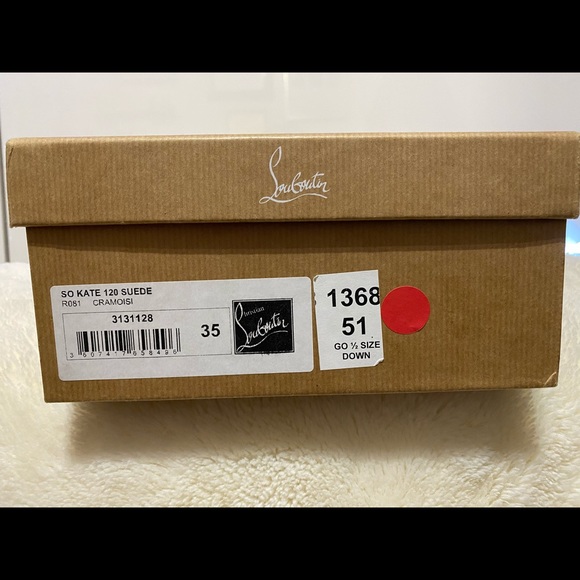 Louboutin
SO KATE 120 SUEDE
R081 CRAMOISI
3131128
35
Christian
Louboutin
1368
51
GO ½ SIZE
DOWN